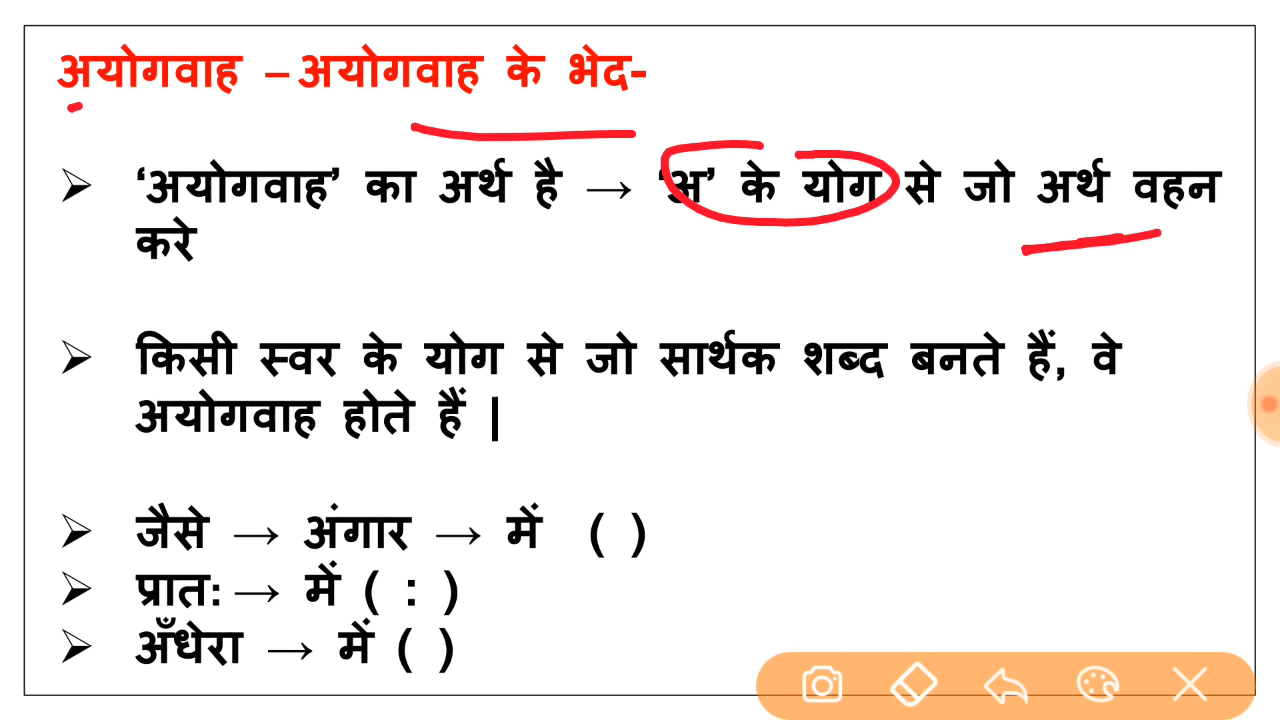 अयोगवाह – अयोगवाह के भेद-
‘अयोगवाह’ का अर्थ है → ‘अ’ के योग से जो अर्थ वहन
करे
किसी स्वर के योग से जो सार्थक शब्द बनते हैं, वे
अयोगवाह होते हैं |
जैसे → अंगार → में ( )
प्रात: → में ( : )
अँधेरा → में ( )